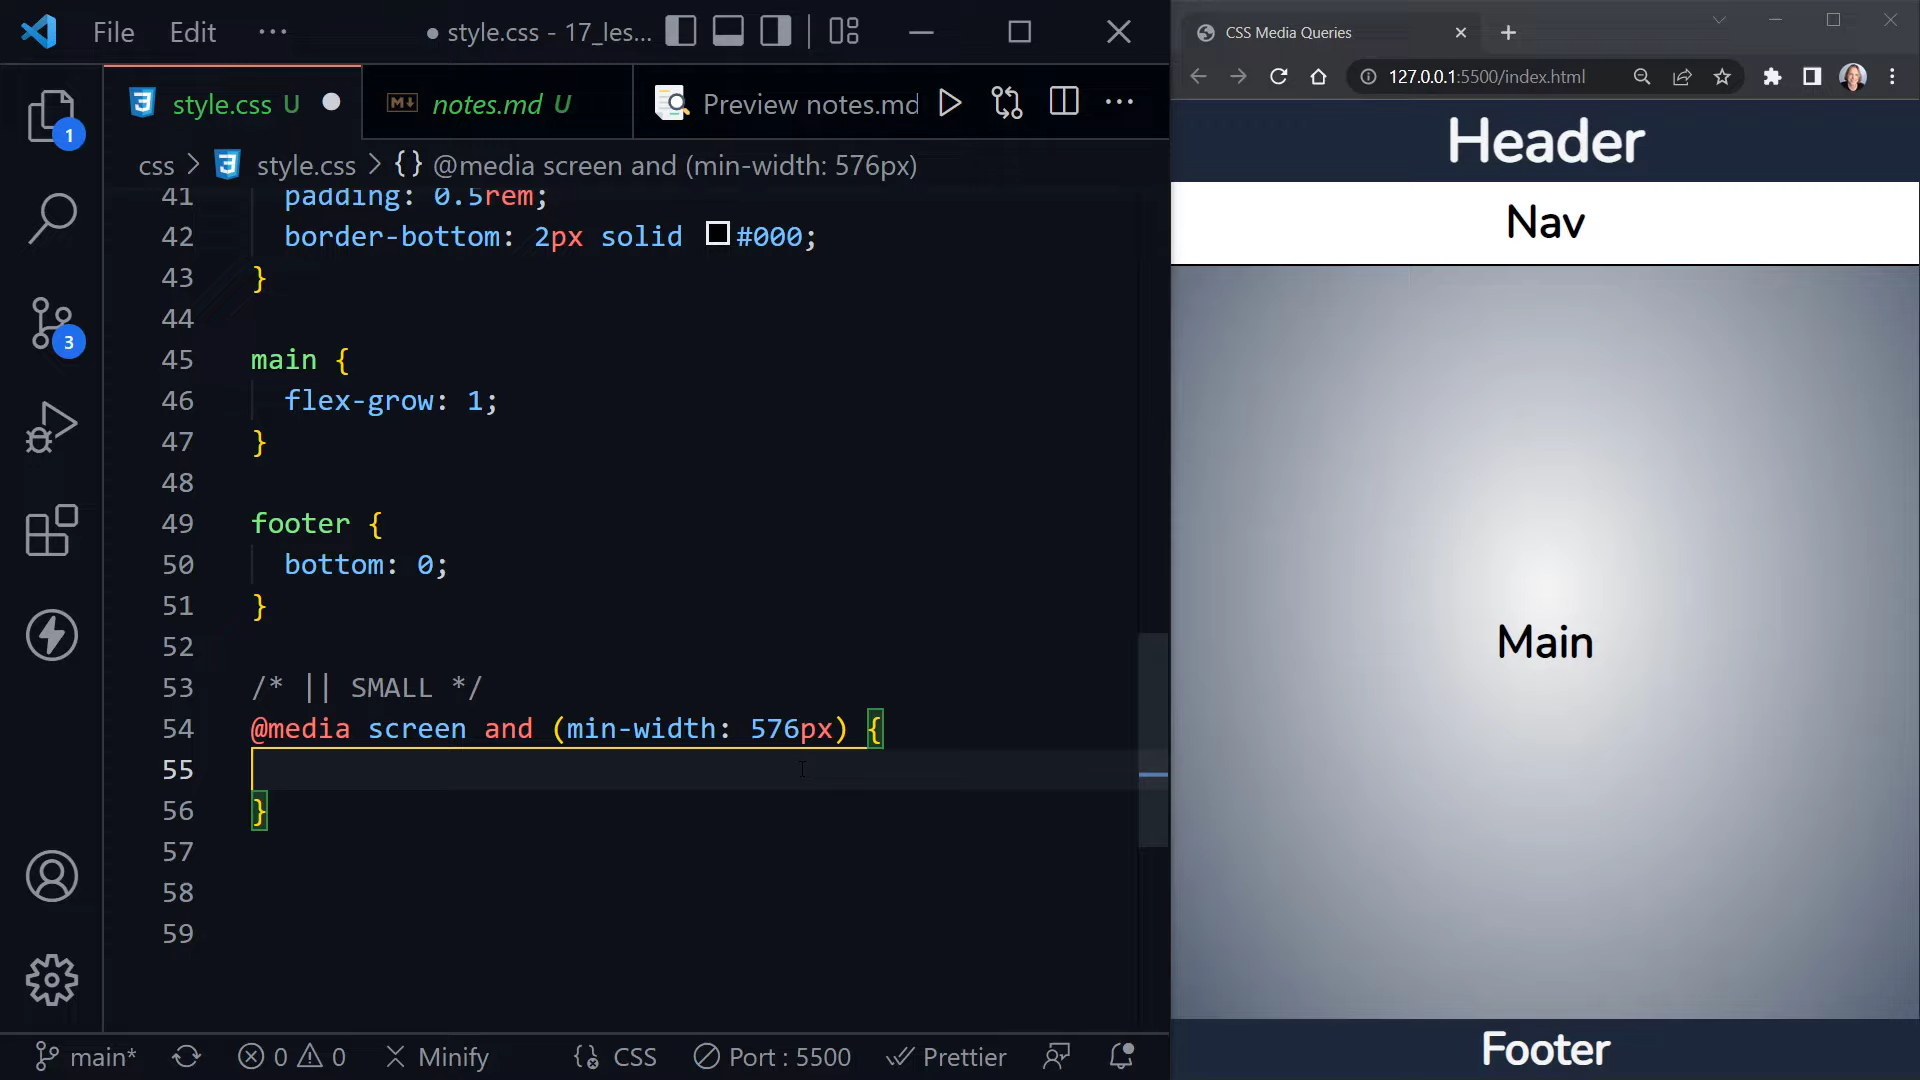 File Edit ··· ● style.css - 17_les...
style.css U ● notes.md U Preview notes.md ···
css > style.css > {} @media screen and (min-width: 576px)
41 padding: 0.5rem;
42 border-bottom: 2px solid #000;
43 }
44
45 main {
46 flex-grow: 1;
47 }
48
49 footer {
50 bottom: 0;
51 }
52
53 /* || SMALL */
54 @media screen and (min-width: 576px) {
55
56 }
57
58
59
1
3
main* 0 0 Minify CSS Port : 5500 Prettier
CSS Media Queries
127.0.0.1:5500/index.html
Header
Nav
Main
Footer